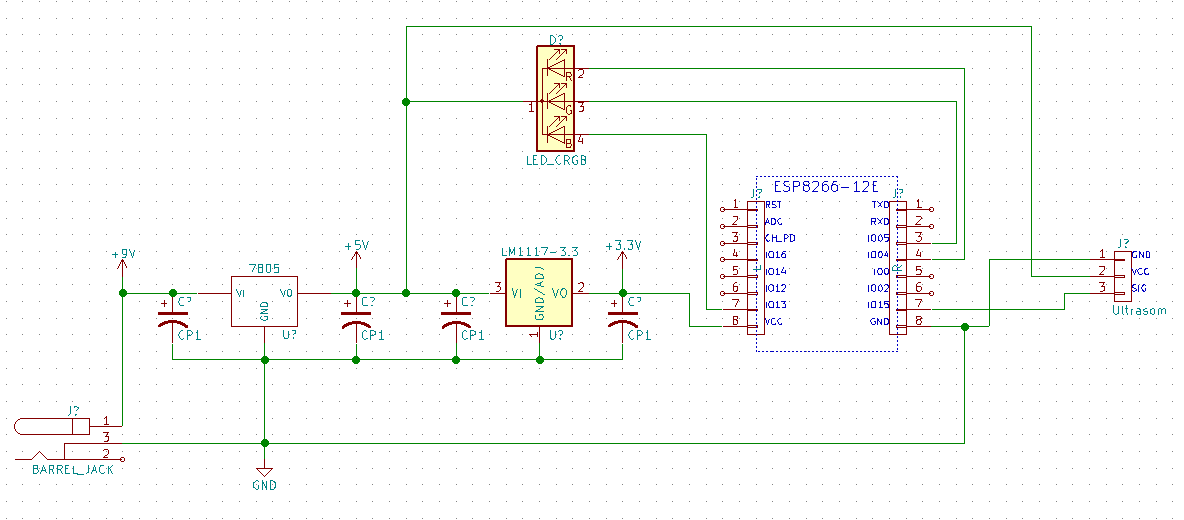 D?
R 2
1 G 3
B 4
LED_CRGB
ESP8266-12E
J? J?
1 RST TXD 1
2 ADC RXD 2
3 CH_PD IO05 3
4 IO16 IO04 4
5 IO14 IO0 5
6 IO12 IO02 6
7 IO13 IO15 7
8 VCC GND 8
J?
1 GND
2 VCC
3 SIG
Ultrasom
+9V
+5V
+3.3V
7805
VI VO
GND
U?
LM1117-3.3
3 VI VO 2
GND/ADJ
1 U?
+ C?
CP1
+ C?
CP1
+ C?
CP1
+ C?
CP1
J?
1
3
2
BARREL_JACK
GND